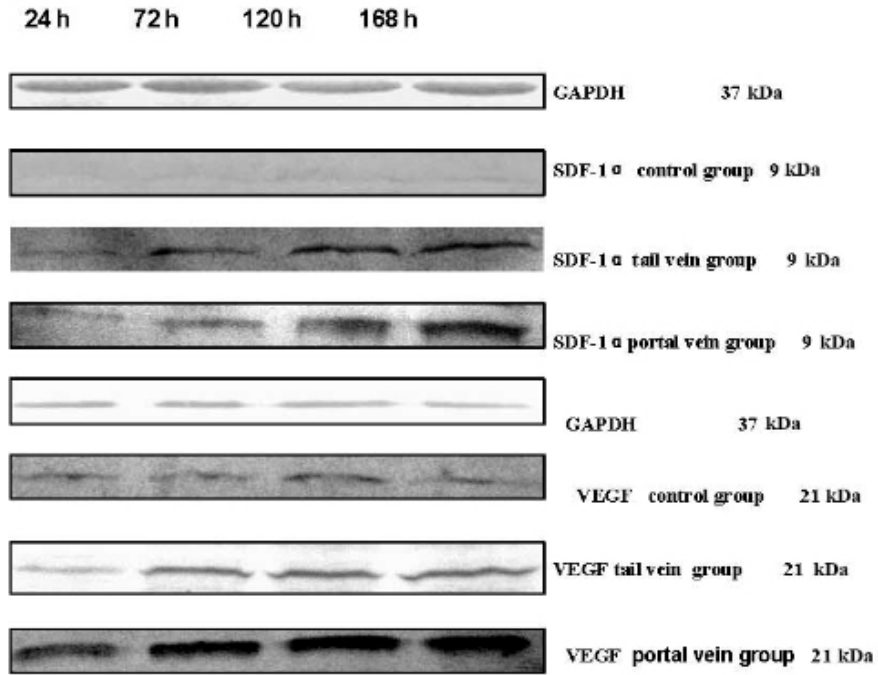 24 h 72 h 120 h 168 h
GAPDH 37 kDa
SDF-1α control group 9 kDa
SDF-1α tail vein group 9 kDa
SDF-1α portal vein group 9 kDa
GAPDH 37 kDa
VEGF control group 21 kDa
VEGF tail vein group 21 kDa
VEGF portal vein group 21 kDa